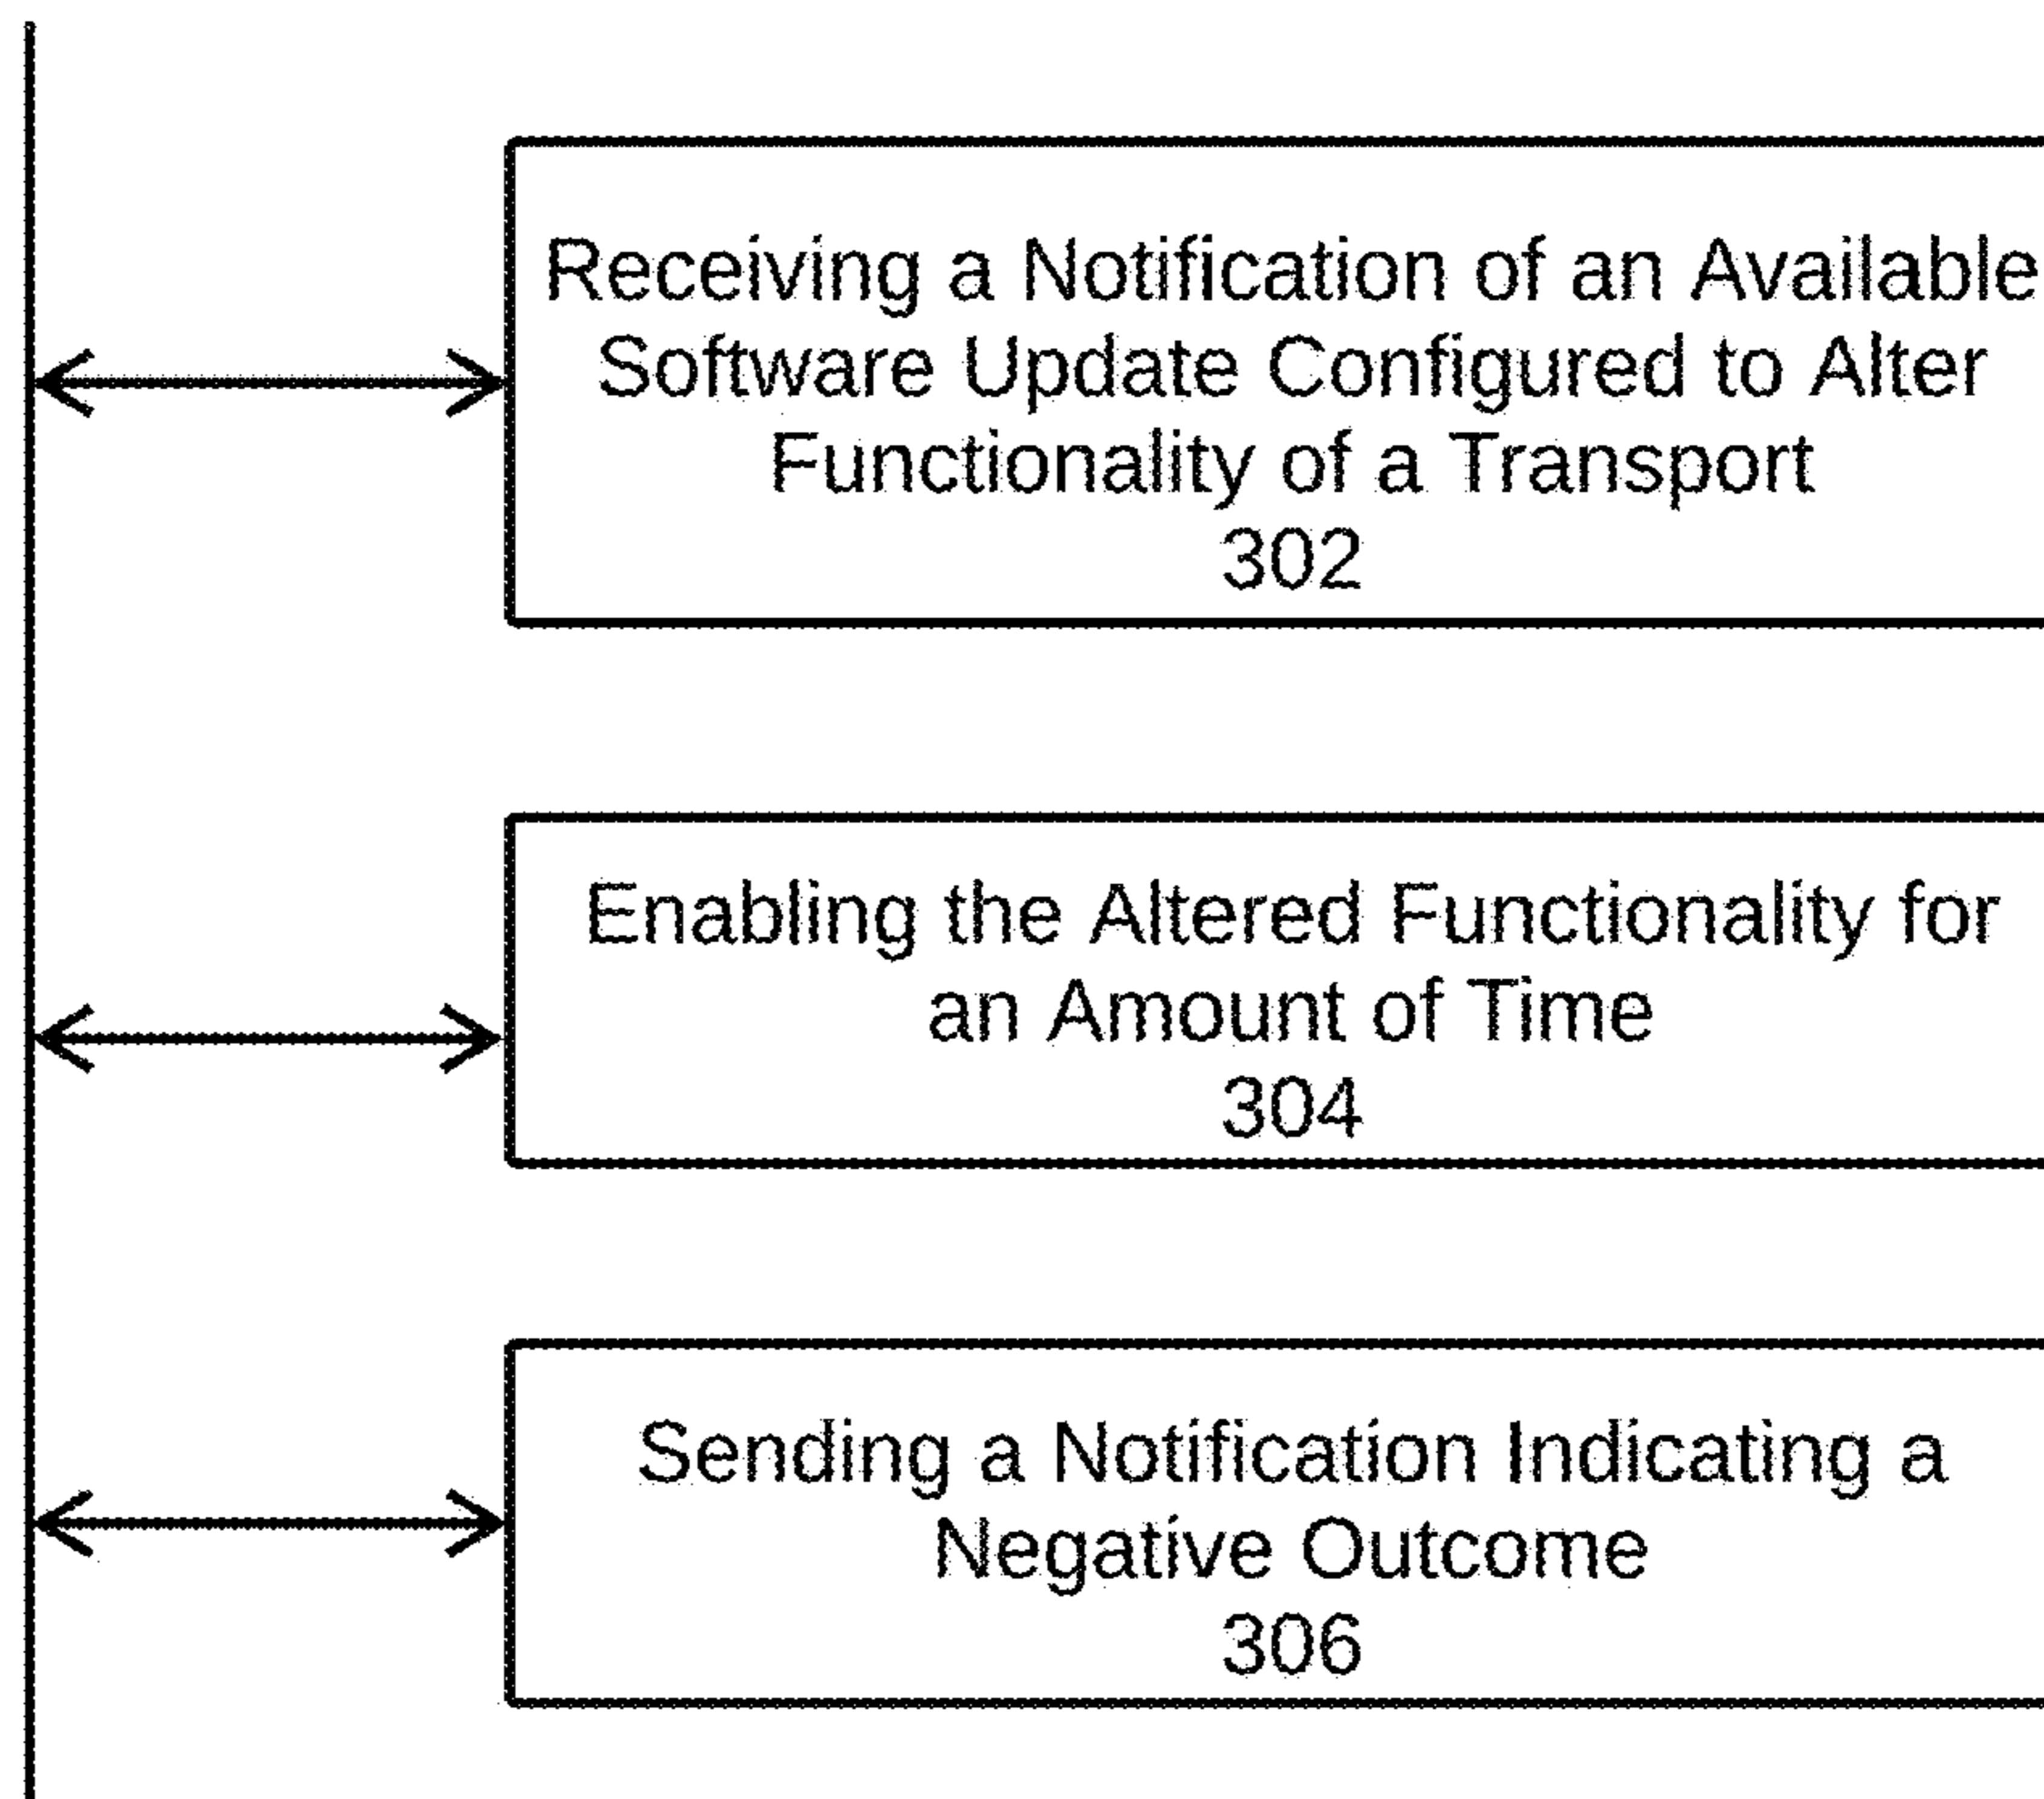 Receiving a Notification of an Available
Software Update Configured to Alter
Functionality of a Transport
302
Enabling the Altered Functionality for
an Amount of Time
304
Sending a Notification Indicating a
Negative Outcome
306